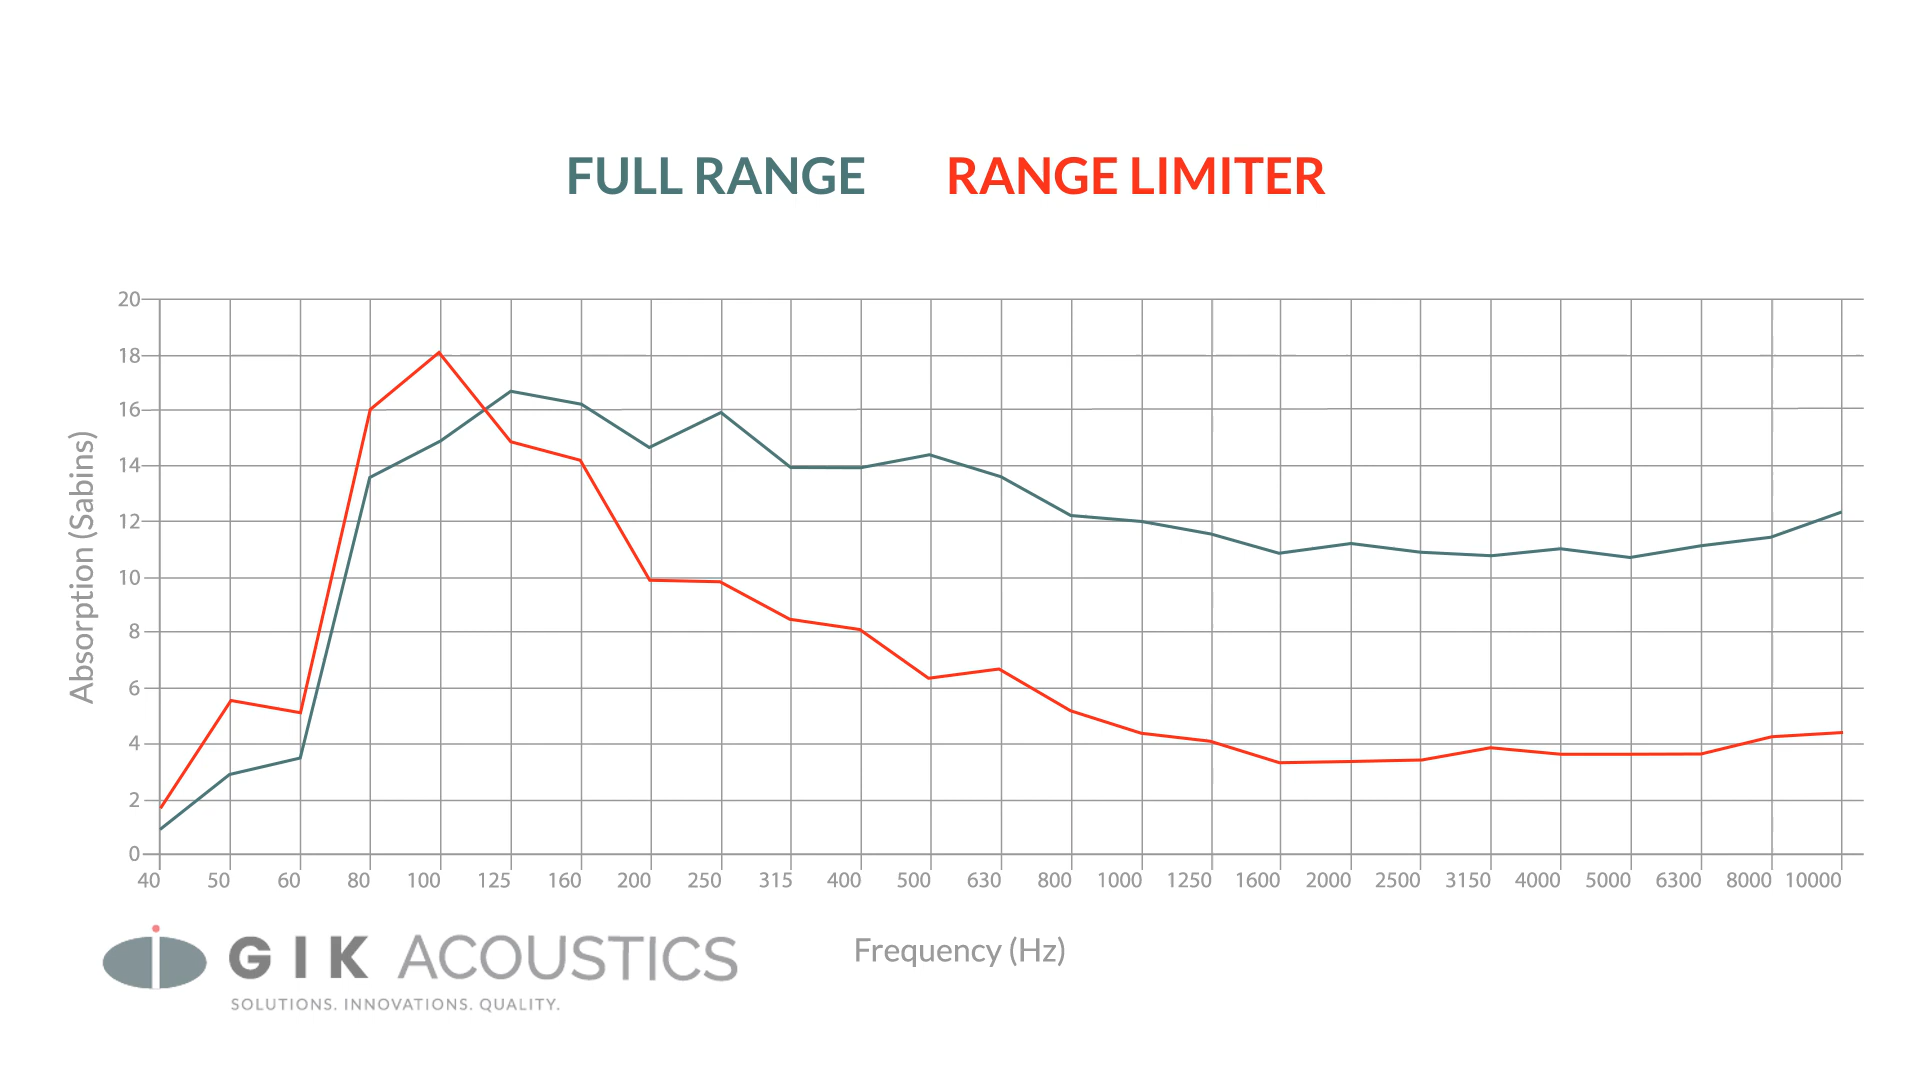 FULL RANGE RANGE LIMITER
20
18
16
14
12
10
8
6
4
2
0
Absorption (Sabins)
40 50 60 80 100 125 160 200 250 315 400 500 630 800 1000 1250 1600 2000 2500 3150 4000 5000 6300 8000 10000
Frequency (Hz)
GIK ACOUSTICS
SOLUTIONS. INNOVATIONS. QUALITY.